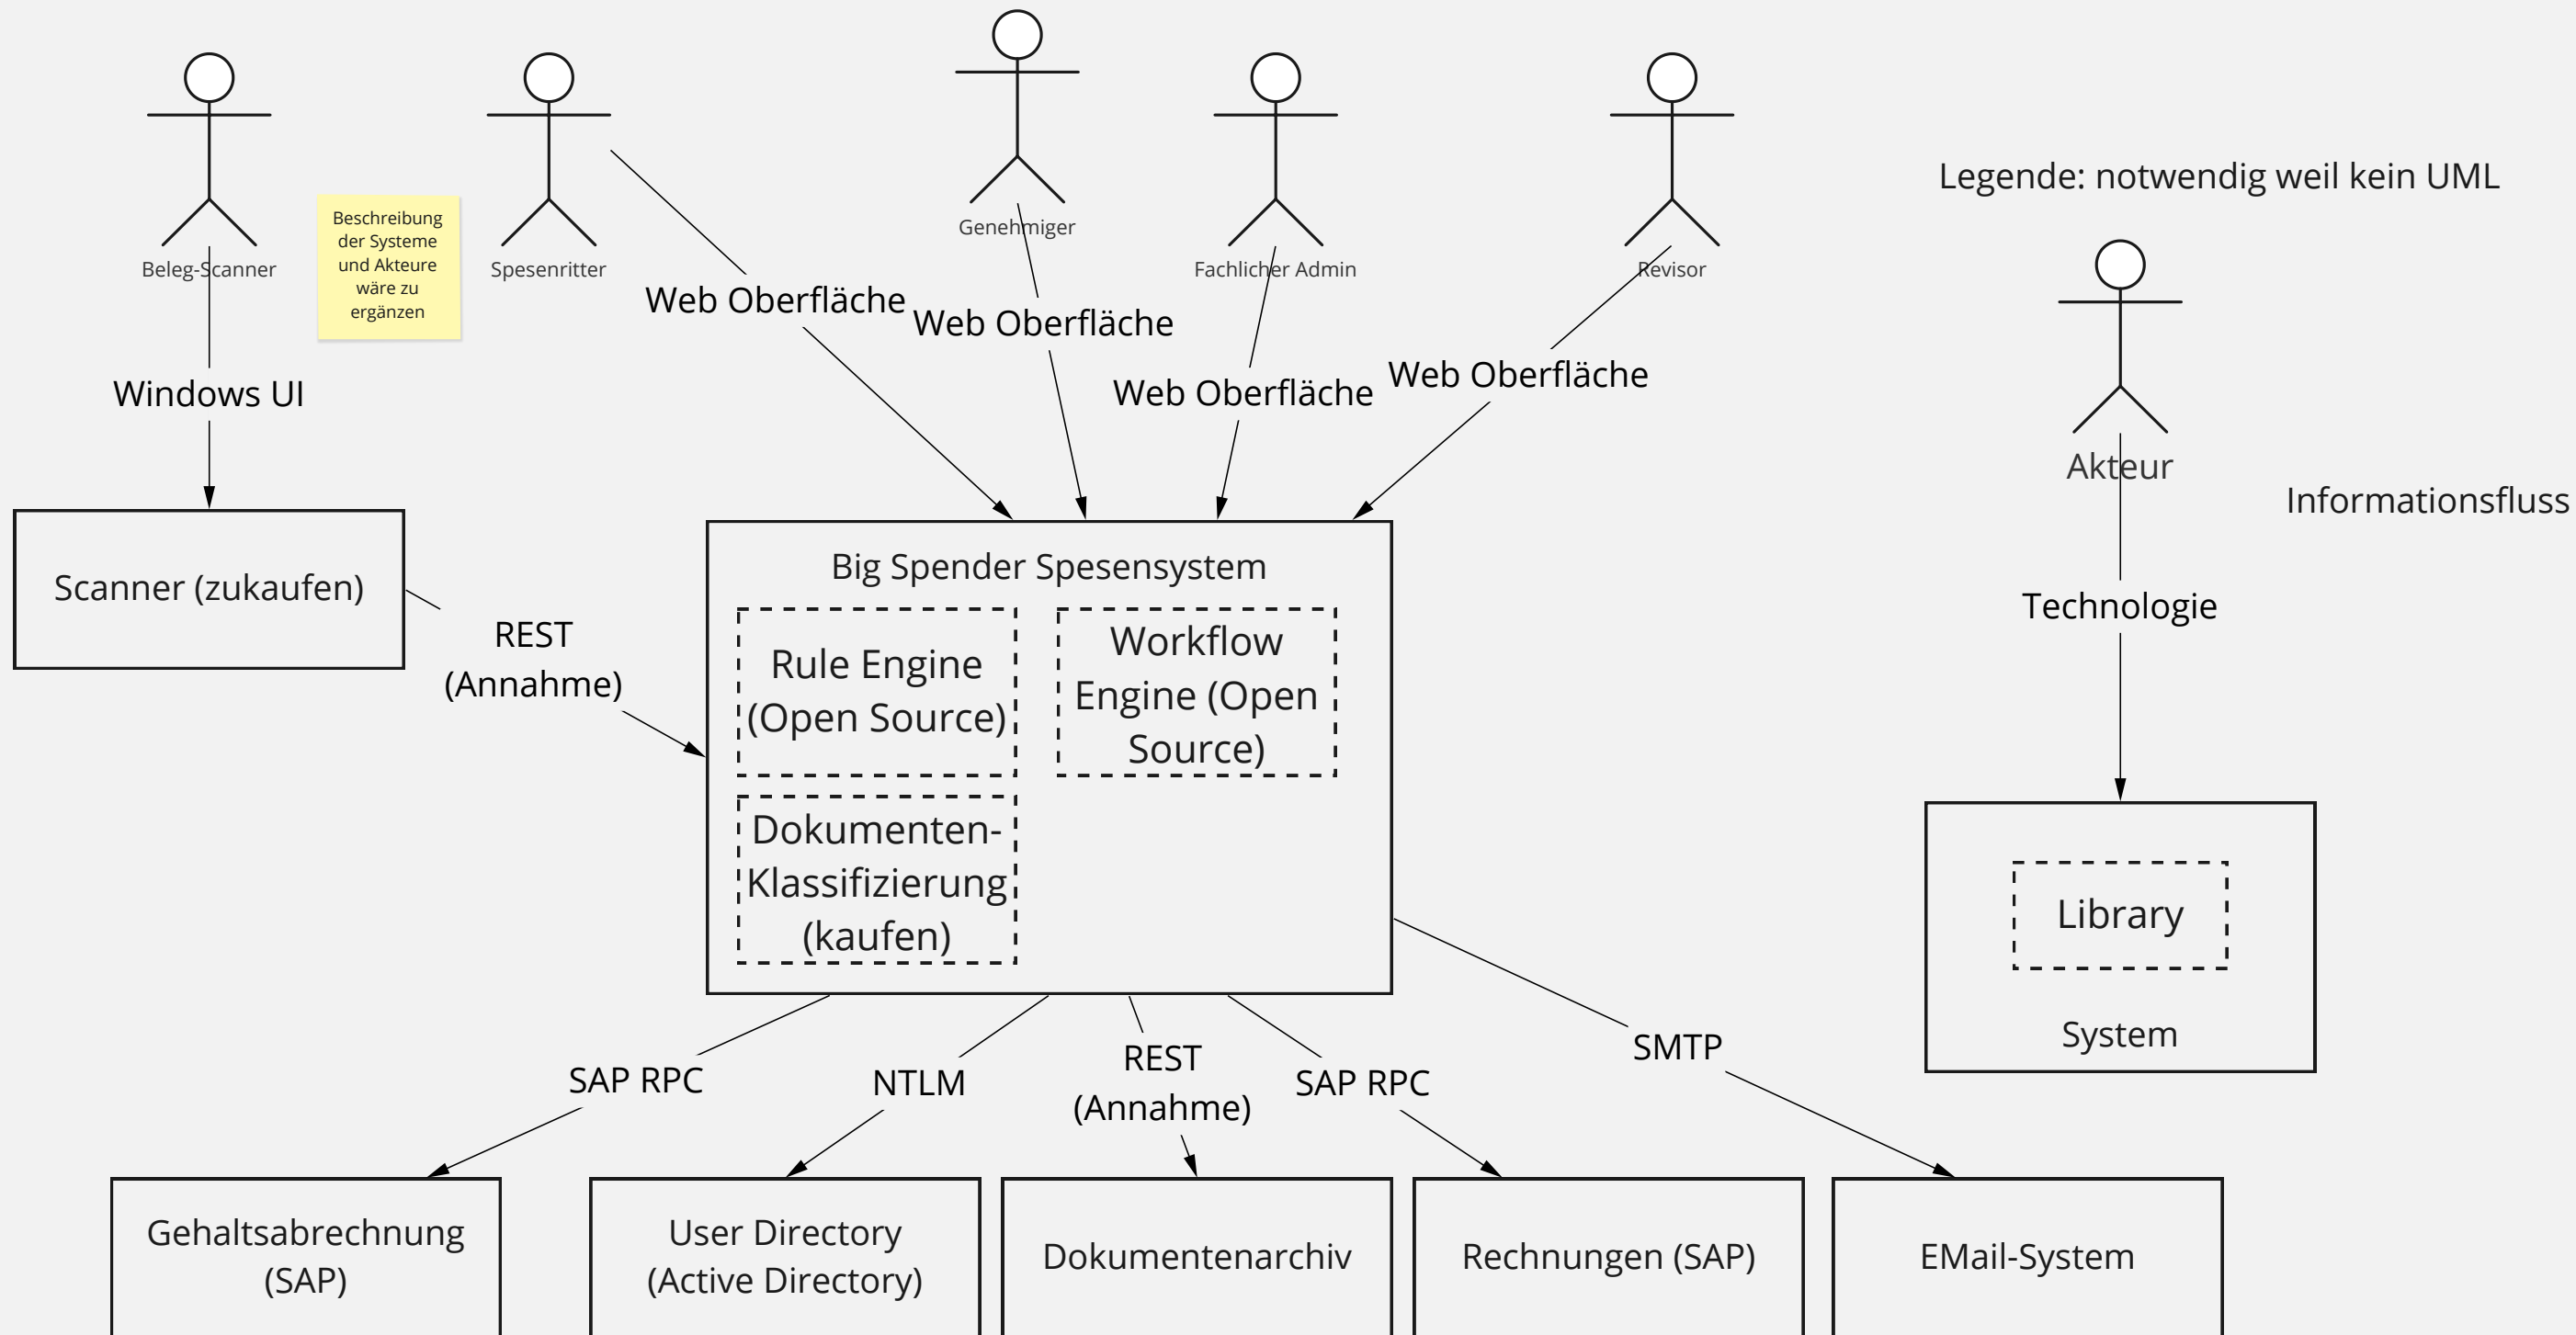 Beleg-Scanner
Beschreibung
der Systeme
und Akteure
wäre zu
ergänzen
Spesenritter
Genehmiger
Fachlicher Admin
Revisor
Legende: notwendig weil kein UML
Web Oberfläche
Web Oberfläche
Web Oberfläche
Web Oberfläche
Windows UI
Akteur
Informationsfluss
Technologie
Scanner (zukaufen)
REST
(Annahme)
Big Spender Spesensystem
Rule Engine
(Open Source)
Workflow
Engine (Open
Source)
Dokumenten-
Klassifizierung
(kaufen)
Library
System
SAP RPC
NTLM
REST
(Annahme)
SAP RPC
SMTP
Gehaltsabrechnung
(SAP)
User Directory
(Active Directory)
Dokumentenarchiv
Rechnungen (SAP)
EMail-System